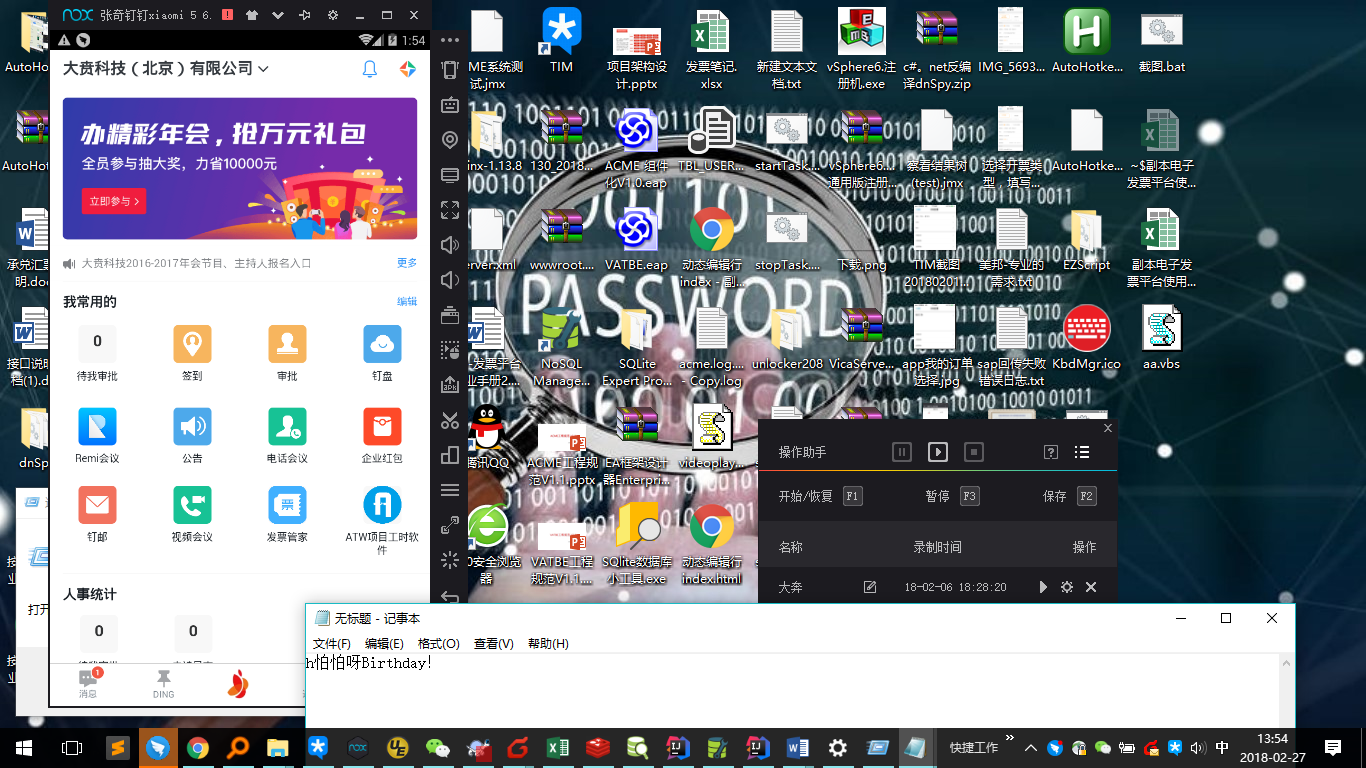 张奇钉钉xiaomi 5 6.
1:54
大贲科技（北京）有限公司
办精彩年会，抢万元礼包
全员参与抽大奖，力省10000元
立即参与 >
大贲科技2016-2017年会节目、主持人报名入口
更多
我常用的
编辑
0
待我审批
签到
审批
钉盘
Remi会议
公告
电话会议
企业红包
钉邮
视频会议
发票管家
ATW项目工时软
件
人事统计
0
0
消息
1
DING
AutoHo
AutoHot...
承兑汇票
明.doc
接口说明
档(1).d
dnSp
打开
ME系统测
试.jmx
TIM
项目架构设
计.pptx
发票笔记.
xlsx
新建文本文
档.txt
vSphere6.注
册机.exe
c#。net反编
译dnSpy.zip
IMG_5693...
AutoHotke...
截图.bat
inx-1.13.8
130_2018...
ACME 组件
化V1.0.eap
TBL_USER...
startTask....
vSphere6....
通用版注册...
察看结果树
(test).jmx
选择开票类
型，填写...
AutoHotke...
~$副本电子
发票平台使...
erver.xml
wwwroot....
VATBE.eap
动态编辑行
index - 副...
stopTask....
下载.png
TIM截图
20180201...
美邦-专业的
需求.txt
EZScript
副本电子发
票平台使用...
PASSWORD
-发票平台
业手册2....
NoSQL
Manage...
SQLite
Expert Pro...
acme.log....
- Copy.log
unlocker208
VicaServe...
app我的订单
选择.jpg
sap回传失败
错误日志.txt
KbdMgr.ico
aa.vbs
腾讯QQ
ACME工程规
范V1.1.pptx
IEA框架设计
器Enterpri...
videoplay...
0安全浏览
器
VATBE工程
规范V1.1....
SQlite数据库
小工具.exe
动态编辑行
index.html
操作助手
开始/恢复 F1
暂停 F3
保存 F2
名称
录制时间
操作
大奔
18-02-06 18:28:20
无标题 - 记事本
文件(F) 编辑(E) 格式(O) 查看(V) 帮助(H)
h怕怕呀Birthday!
快捷工作
中
13:54
2018-02-27